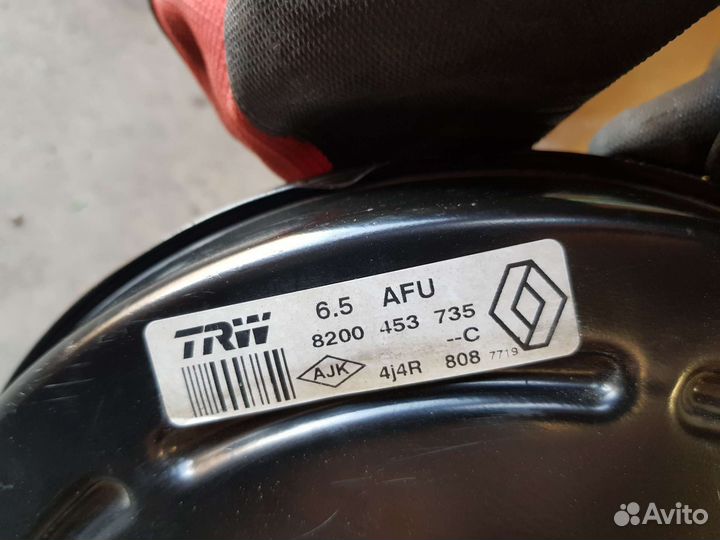 TRW
6.5 AFU
8200 453 735
--C
AJK 4j4R 808 7719
Avito